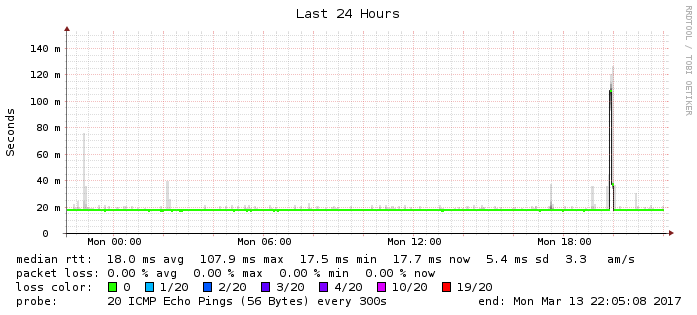 Last 24 Hours
RRDTOOL / TOBI OETIKER
Seconds
140 m
120 m
100 m
80 m
60 m
40 m
20 m
0
Mon 00:00 Mon 06:00 Mon 12:00 Mon 18:00
median rtt: 18.0 ms avg 107.9 ms max 17.5 ms min 17.7 ms now 5.4 ms sd 3.3 am/s
packet loss: 0.00 % avg 0.00 % max 0.00 % min 0.00 % now
loss color: 0 1/20 2/20 3/20 4/20 10/20 19/20
probe: 20 ICMP Echo Pings (56 Bytes) every 300s end: Mon Mar 13 22:05:08 2017